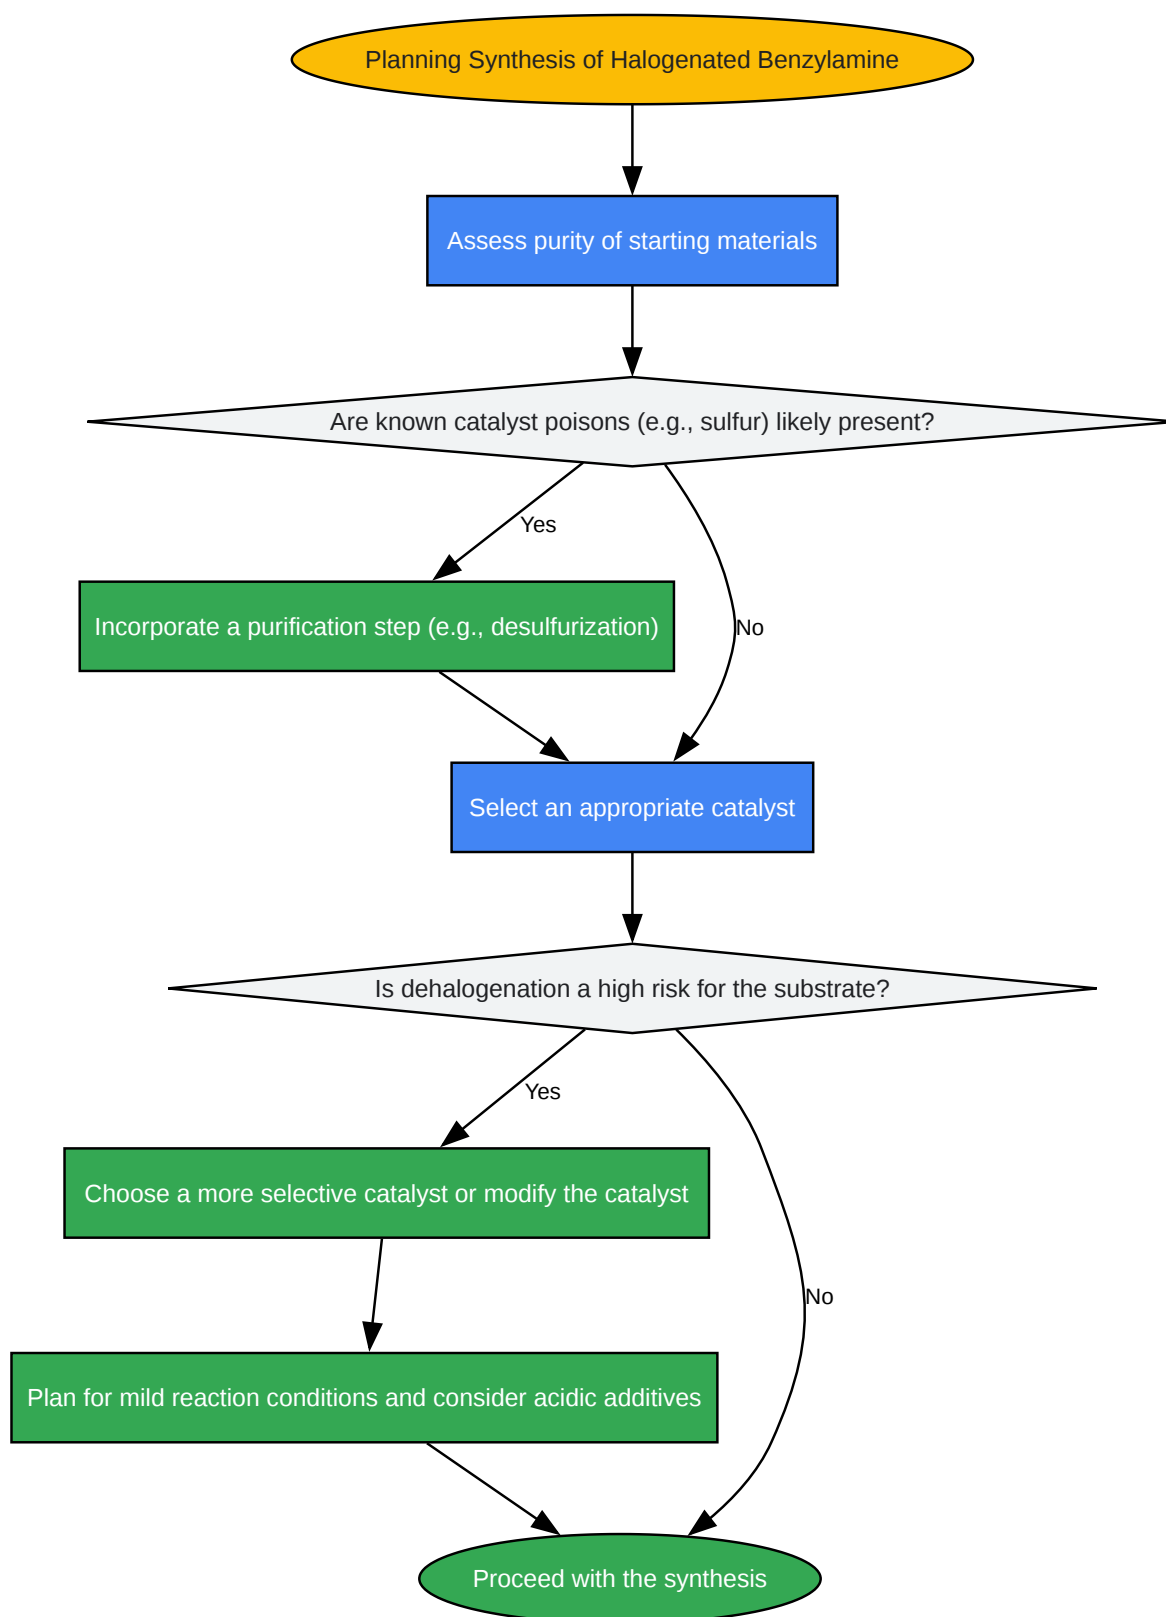 Planning Synthesis of Halogenated Benzylamine
Assess purity of starting materials
Are known catalyst poisons (e.g., sulfur) likely present?
Yes
Incorporate a purification step (e.g., desulfurization)
No
Select an appropriate catalyst
Is dehalogenation a high risk for the substrate?
Yes
Choose a more selective catalyst or modify the catalyst
No
Plan for mild reaction conditions and consider acidic additives
Proceed with the synthesis